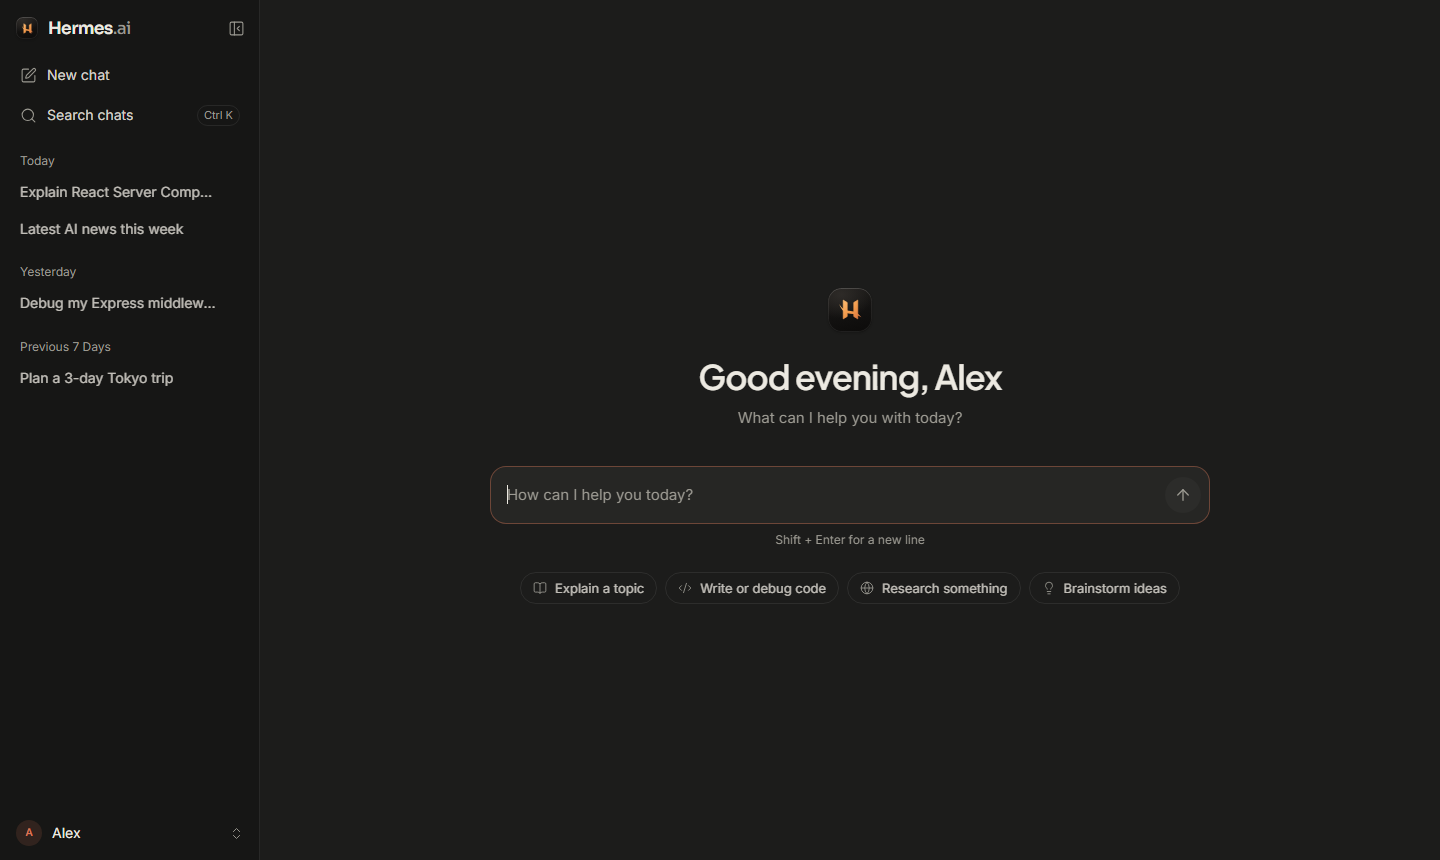 Hermes.ai
New chat
Search chats
Ctrl K
Today
Explain React Server Comp...
Latest AI news this week
Yesterday
Debug my Express middlew...
Previous 7 Days
Plan a 3-day Tokyo trip
A
Alex
H
Good evening, Alex
What can I help you with today?
How can I help you today?
Shift + Enter for a new line
Explain a topic
Write or debug code
Research something
Brainstorm ideas